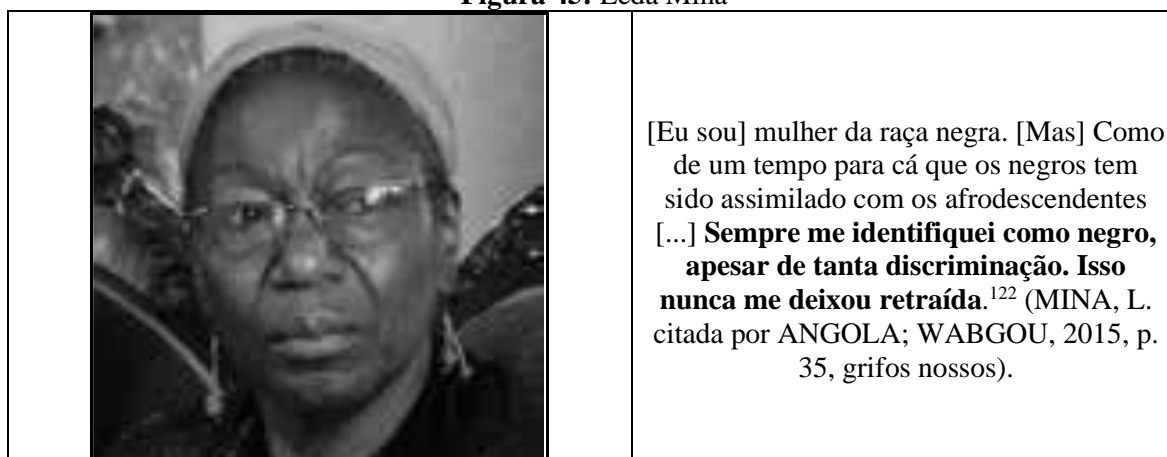 Figura 45: Leda Mina
[Eu sou] mulher da raça negra. [Mas] Como
de um tempo para cá que os negros tem
sido assimilado com os afrodescendentes
[...] Sempre me identifiquei como negro,
apesar de tanta discriminação. Isso
nunca me deixou retraída.122 (MINA, L.
citada por ANGOLA; WABGOU, 2015, p.
35, grifos nossos).